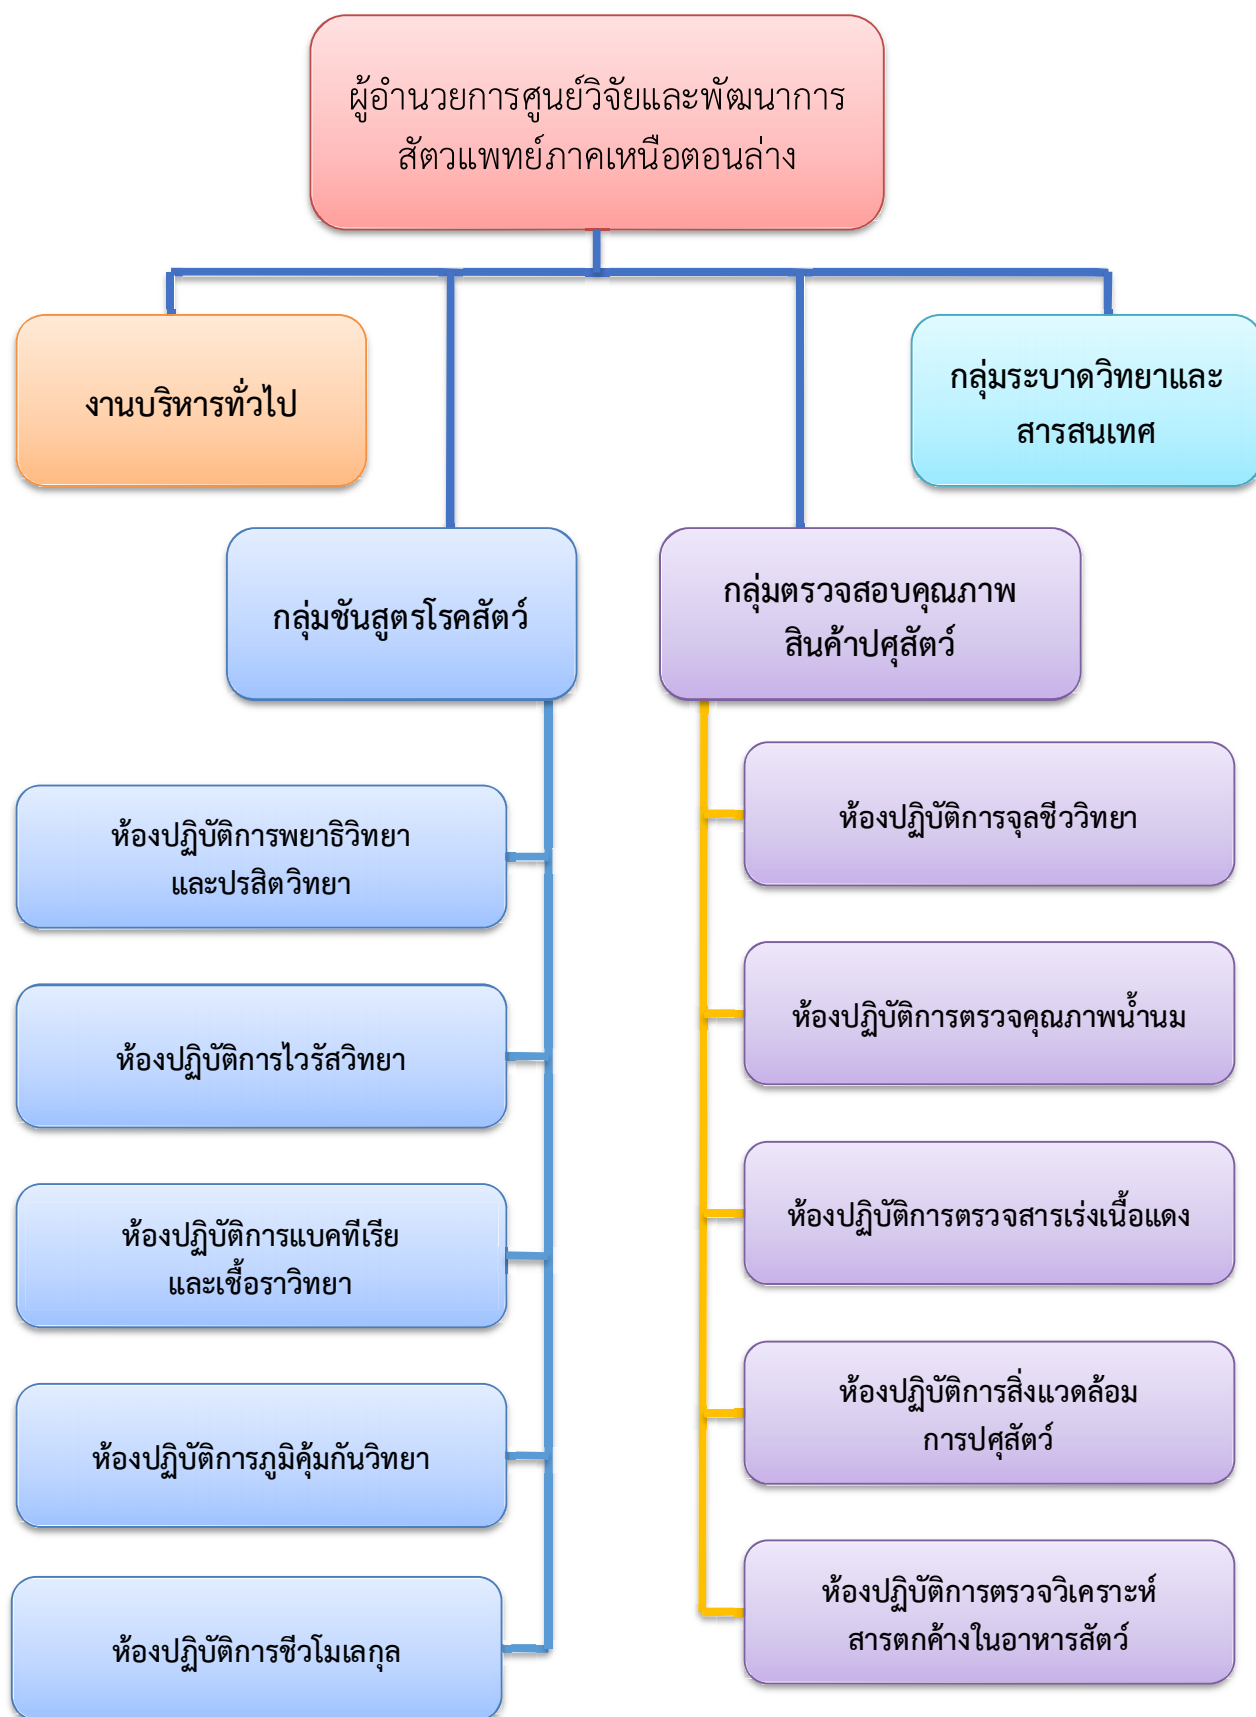 ผู้อำนวยการศูนย์วิจัยและพัฒนาการ
สัตวแพทย์ภาคเหนือตอนล่าง
งานบริหารทั่วไป
กลุ่มระบาดวิทยาและ
สารสนเทศ
กลุ่มชันสูตรโรคสัตว์
กลุ่มตรวจสอบคุณภาพ
สินค้าปศุสัตว์
ห้องปฏิบัติการพยาธิวิทยา
และปรสิตวิทยา
ห้องปฏิบัติการไวรัสวิทยา
ห้องปฏิบัติการแบคทีเรีย
และเชื้อราวิทยา
ห้องปฏิบัติการภูมิคุ้มกันวิทยา
ห้องปฏิบัติการชีวโมเลกุล
ห้องปฏิบัติการจุลชีววิทยา
ห้องปฏิบัติการตรวจคุณภาพน้ำนม
ห้องปฏิบัติการตรวจสารเร่งเนื้อแดง
ห้องปฏิบัติการสิ่งแวดล้อม
การปศุสัตว์
ห้องปฏิบัติการตรวจวิเคราะห์
สารตกค้างในอาหารสัตว์